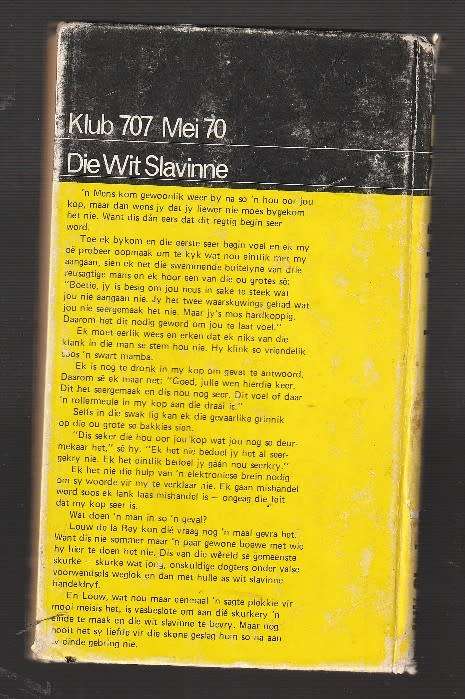 Klub 707 Mei 70
Die Wit Slavinne
'n Mens kom gewoonlik weer by na so 'n hou oor jou
kop, maar dan wens jy dat jy liewer nie moes bygekom
het nie. Want dis dán eers dat dit regtig begin seer
word.
Toe ek bykom en die eerste seer begin voel en ek my
oë probeer oopmaak om te kyk wat nou eintlik met my
aangaan, sien ek net die swemmende buitelyne van drie
reusagtige mans en ek hoor een van die ou grotes sê:
"Boetie, jy is besig om jou neus in sake te steek wat
jou nie aangaan nie. Jy het twee waarskuwings gehad wat
jou nie seergemaak het nie. Maar jy's mos hardkoppig.
Daarom het dit nodig geword om jou te laat voel."
Ek moet eerlik wees en erken dat ek niks van die
klank in die man se stem hou nie. Hy klink so vriendelik
soos 'n swart mamba.
Ek is nog te dronk in my kop om gevat te antwoord.
Daarom sê ek maar net: "Goed, julle wen hierdie keer.
Dit het seergemaak en dis nou nog seer. Dit voel of daar
'n rollermeule in my kop aan die draai is."
Selfs in die swak lig kan ek die gevaarlike grinnik
op die ou grote se bakkies sien.
"Dis seker die hou oor jou kop wat jou nog so deur-
mekaar het," sê hy. "Ek het nie bedoel jy het al seer-
gekry nie. Ek het eintlik bedoel jy gáán nou seerkry."
Ek het nie die hulp van 'n elektroniese brein nodig
om sy woorde vir my te verklaar nie. Ek gaan mishandel
word soos ek lank laas mishandel is — ongeag die feit
dat my kop seer is.
Wat doen 'n man in so 'n geval?
Louw de la Rey kon dié vraag nog 'n maal gevra het.
Want dis nie sommer maar 'n paar gewone boewe met wie
hy hier te doen het nie. Dis van die wêreld se gemeenste
skurke skurke wat jong, onskuldige dogters onder valse
voorwendsels weglok en dan met hulle as wit slavinne
handeldryf.
En Louw, wat nou maar eenmaal 'n sagte plekkie vir
mooi meisies het, is vasbeslote om aan dié skurkery 'n
einde te maak en die wit slavinne te bevry. Maar nog
nooit het sy liefde vir die skone geslag hom so na aan
sy einde gebring nie.